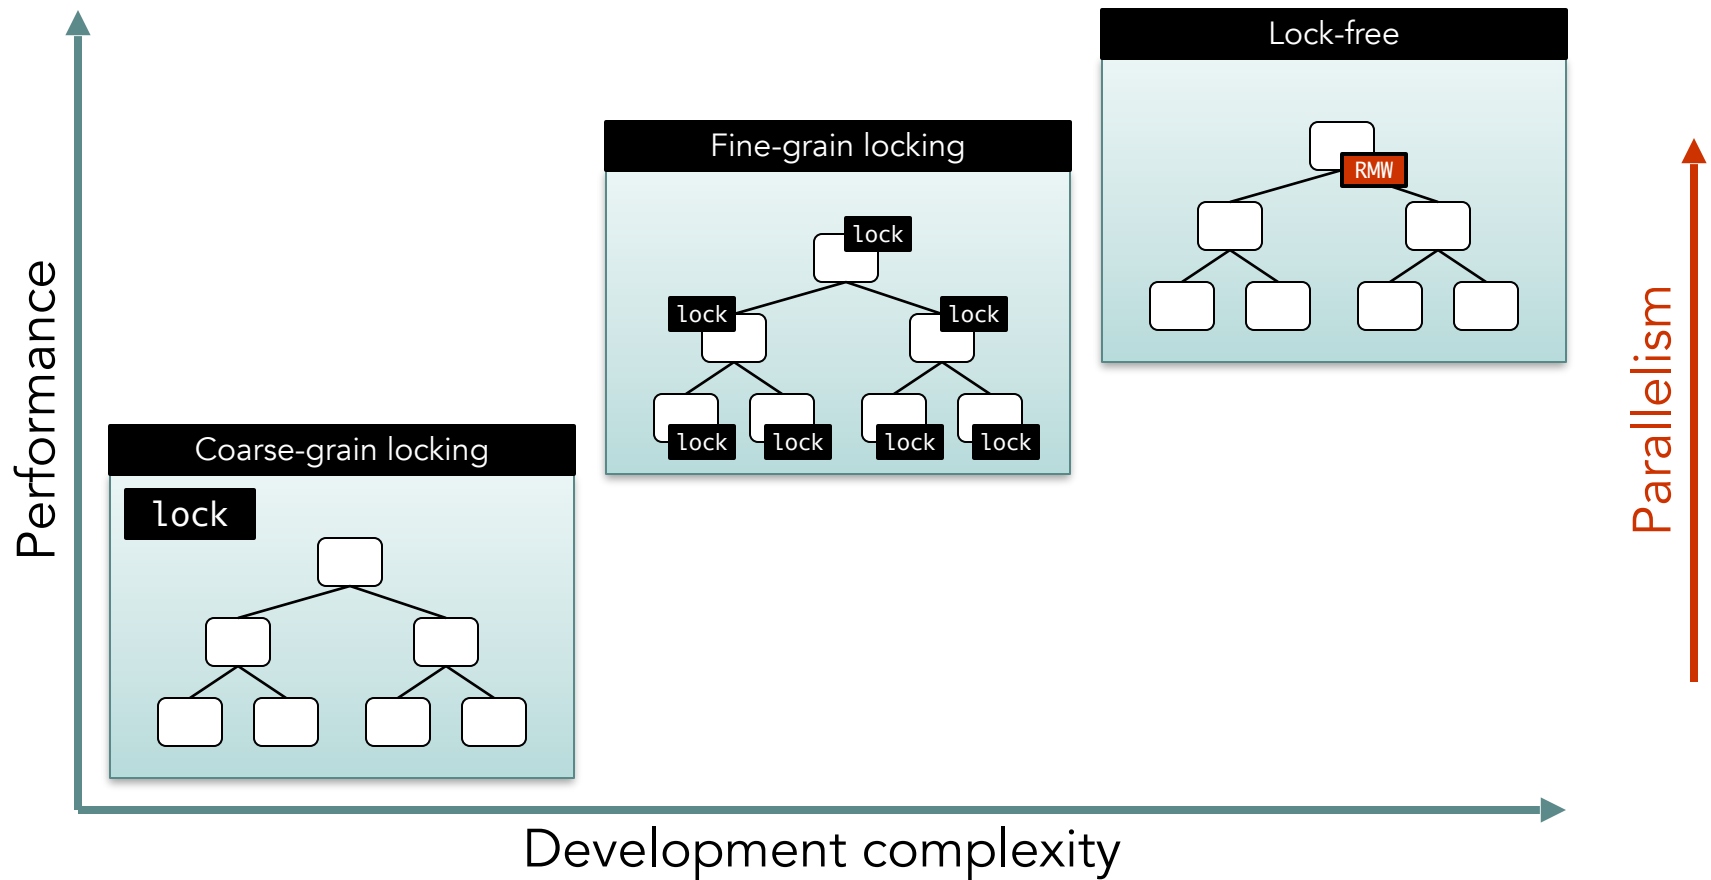 Lock-free
RMW
Fine-grain locking
lock
lock
lock
lock
lock
lock
lock
Coarse-grain locking
lock
Performance
Parallelism
Development complexity